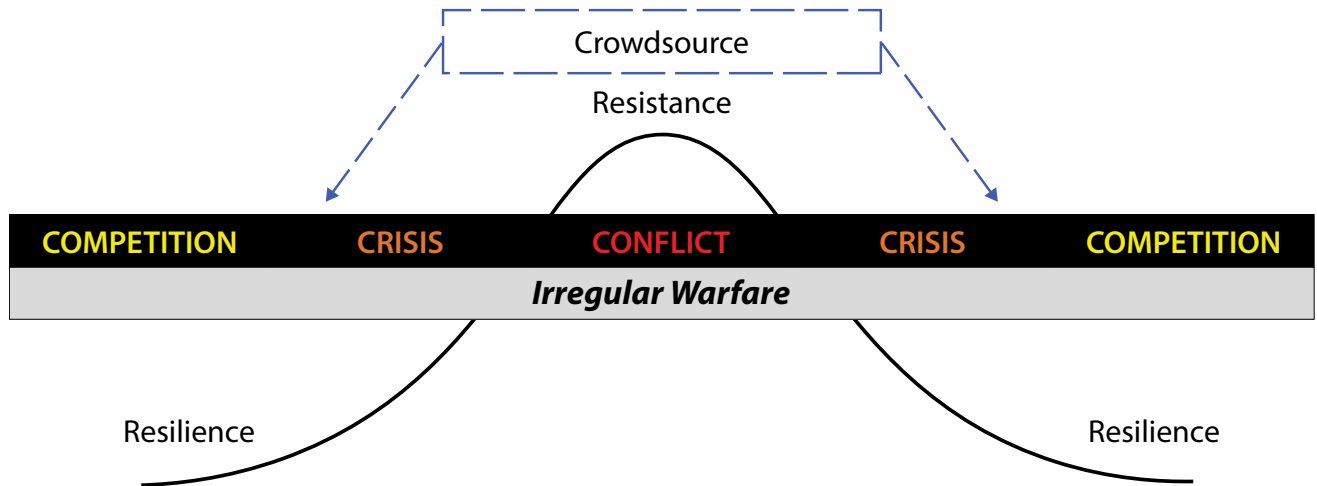 Crowdsource
Resistance
COMPETITION CRISIS CONFLICT CRISIS COMPETITION
Irregular Warfare
Resilience Resilience